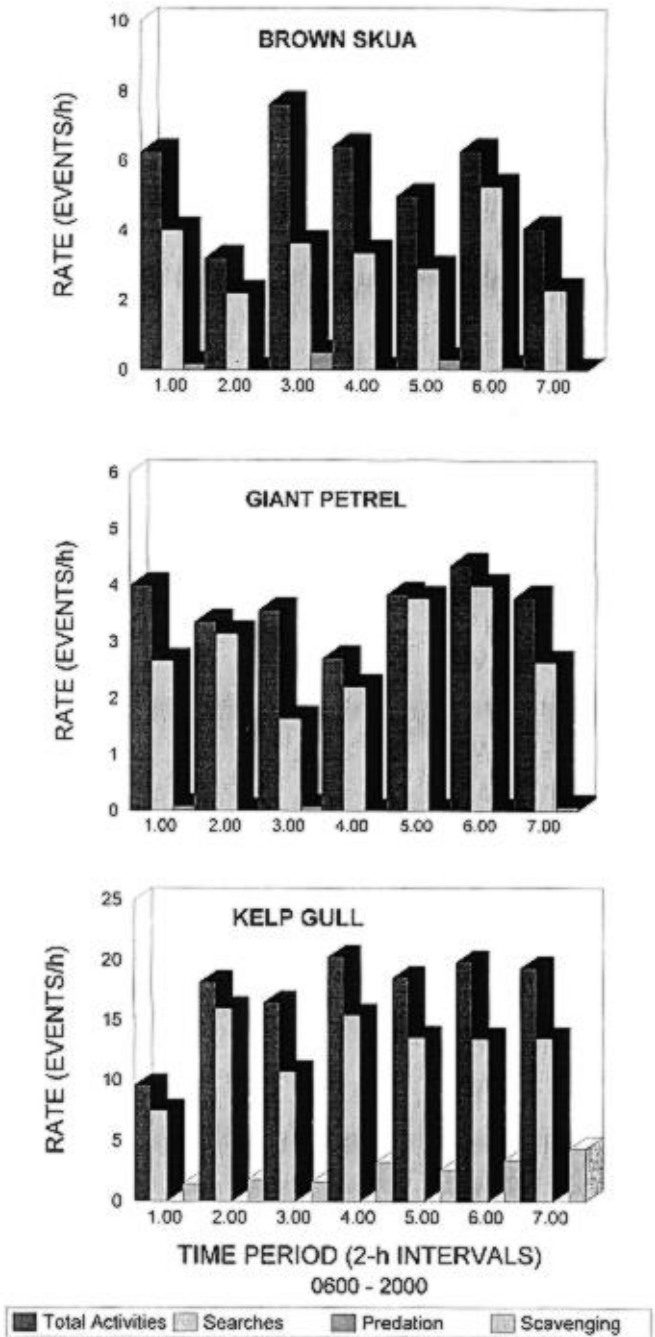 BROWN SKUA
RATE (EVENTS/h)
10
8
6
4
2
0
1.00 2.00 3.00 4.00 5.00 6.00 7.00
GIANT PETREL
RATE (EVENTS/h)
6
5
4
3
2
1
0
1.00 2.00 3.00 4.00 5.00 6.00 7.00
KELP GULL
RATE (EVENTS/h)
25
20
15
10
5
0
1.00 2.00 3.00 4.00 5.00 6.00 7.00
TIME PERIOD (2-h INTERVALS)
0600 - 2000
Total Activities Searches Predation Scavenging